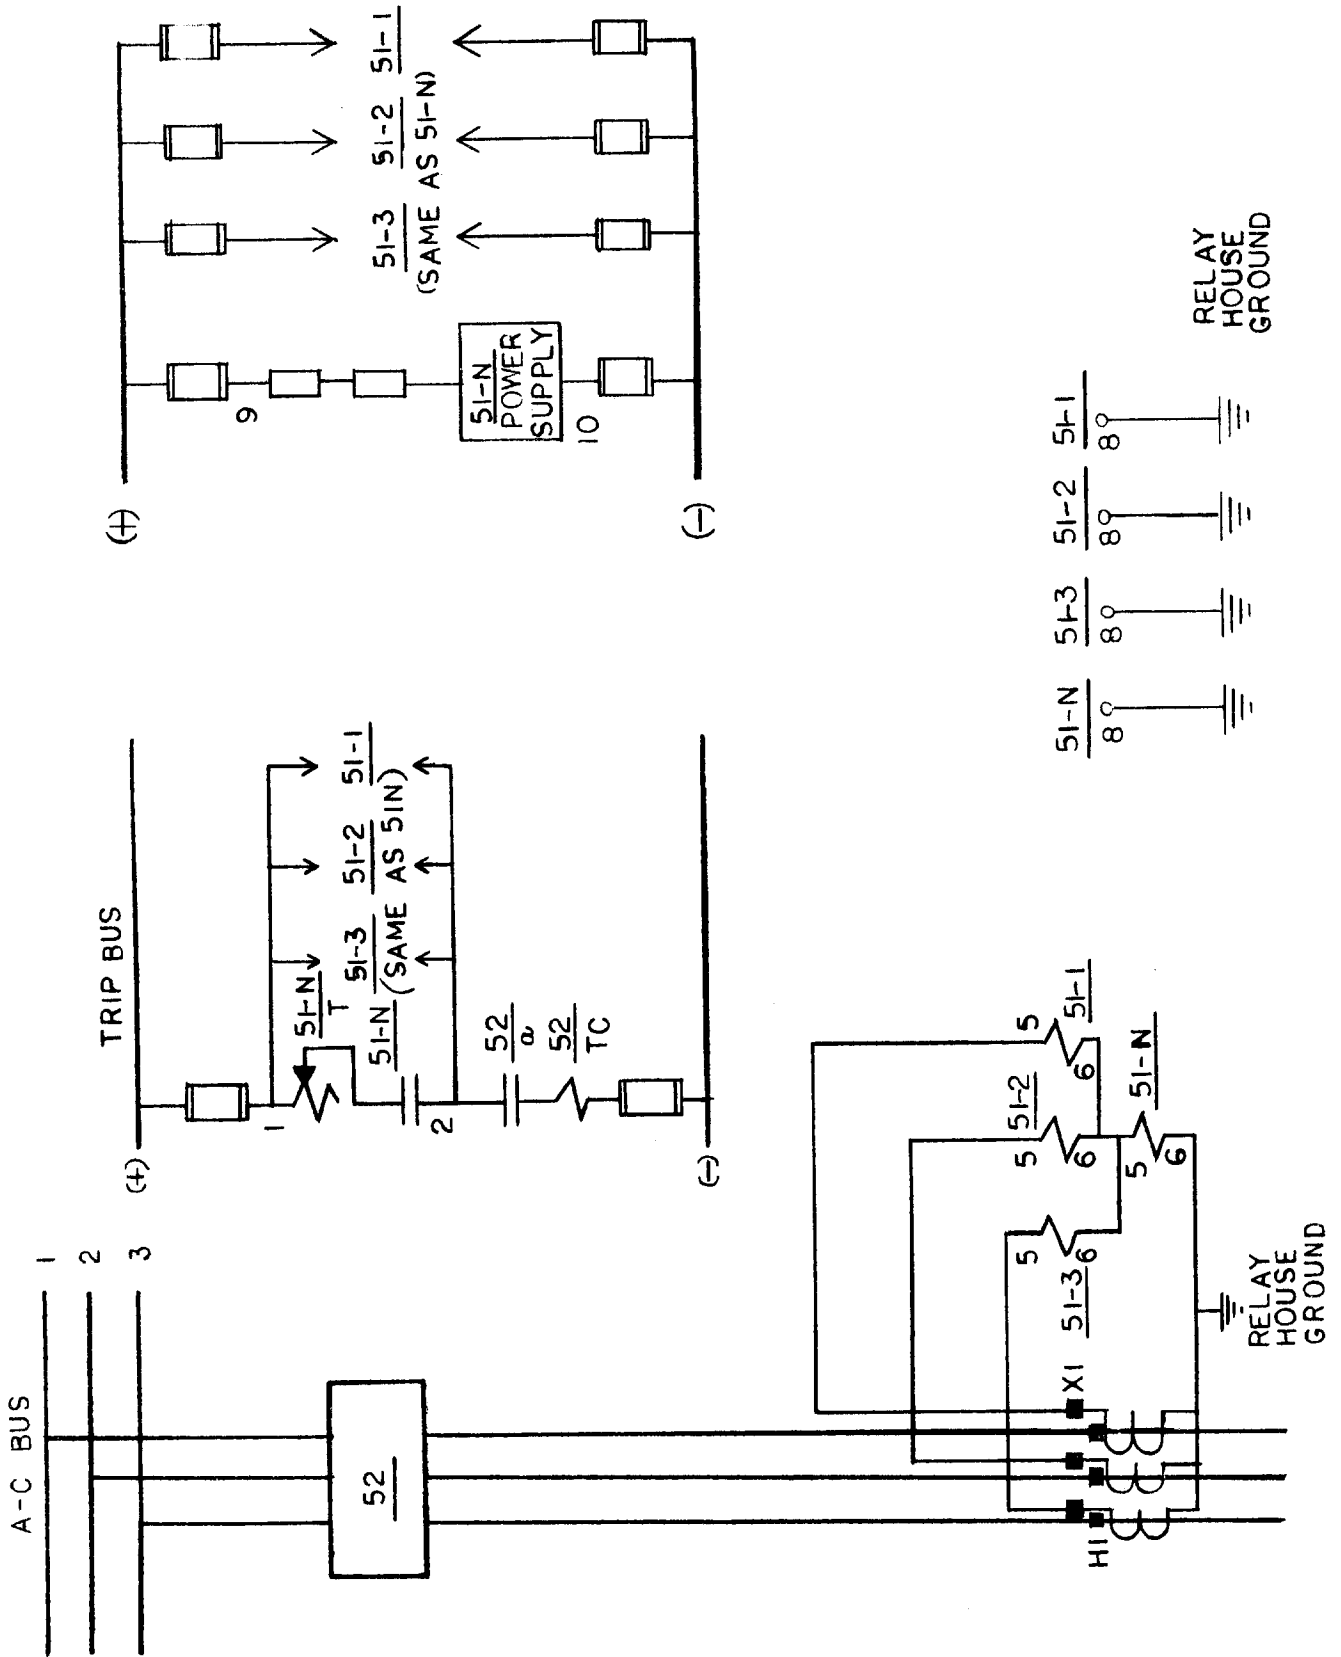 A-C BUS
1
2
3
52
H1
X1
51-3
5
6
51-2
5
6
51-1
5
6
51-N
5
6
RELAY
HOUSE
GROUND
TRIP BUS
(+)
1
51-N
T
51-N
2
51-3
51-2
51-1
(SAME AS 51N)
52
a
52
TC
(-)
(+)
9
51-N
POWER
SUPPLY
10
51-3
51-2
51-1
(SAME AS 51-N)
(-)
51-N
8
51-3
8
51-2
8
51-1
8
RELAY
HOUSE
GROUND